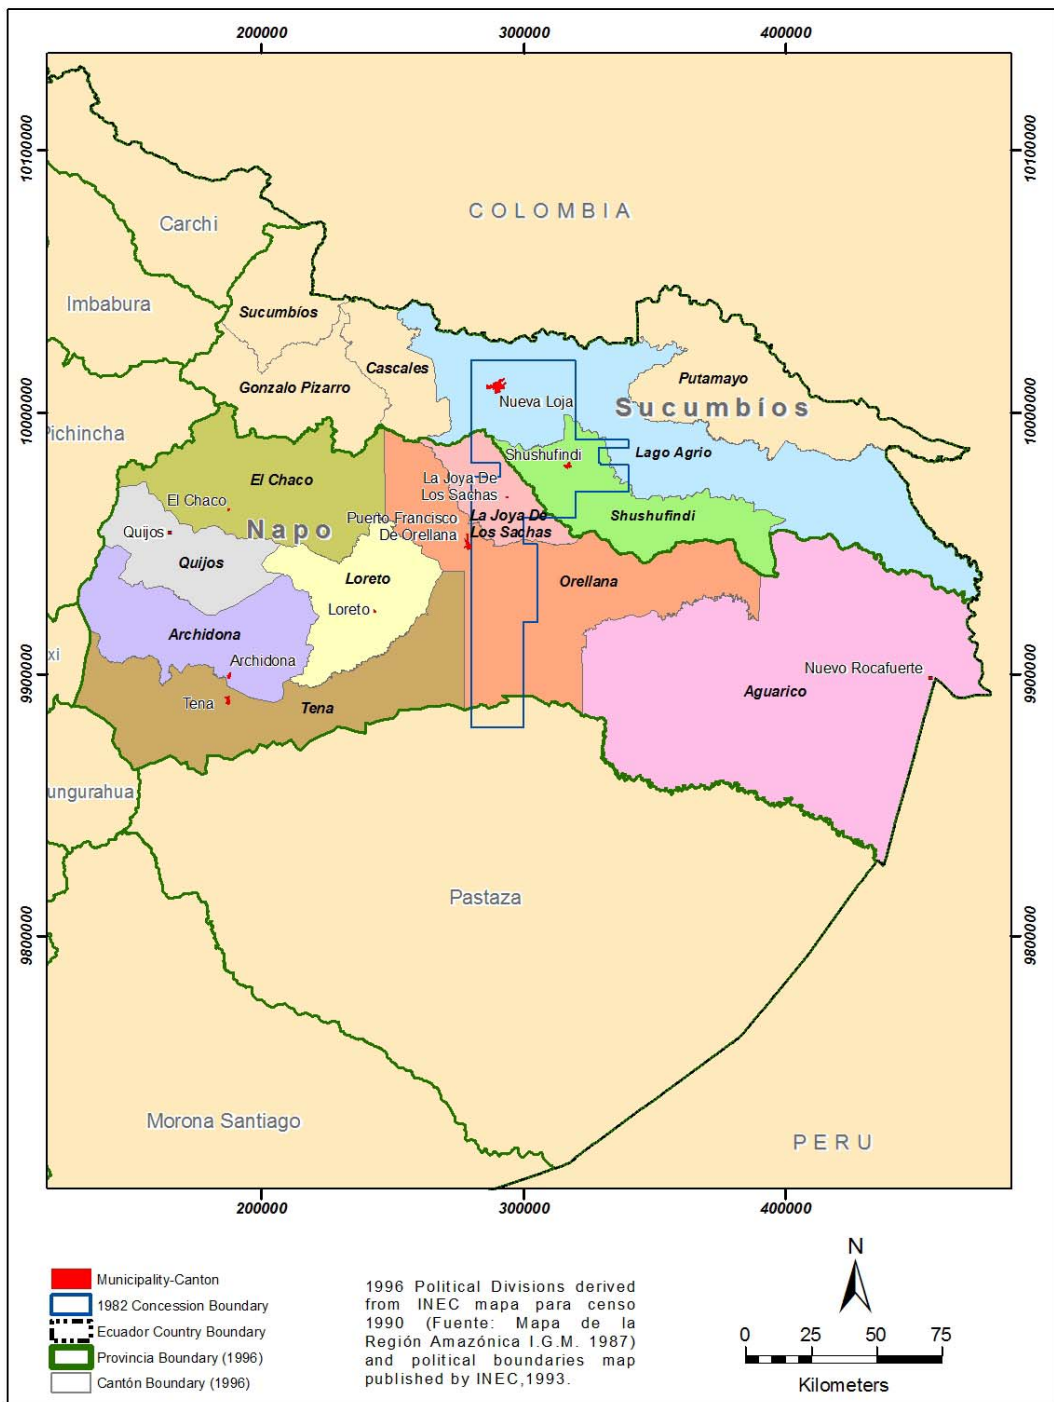 200000
300000
400000
10100000
10100000
COLOMBIA
Carchi
Imbabura
Sucumbíos
Cascales
Gonzalo Pizarro
Putamayo
Nueva Loja
Sucumbíos
10000000
10000000
Pichincha
Lago Agrio
Shushufindi
El Chaco
La Joya De
Los Sachas
El Chaco
Napo
Puerto Francisco
De Orellana
La Joya De
Los Sachas
Shushufindi
Quijos
Quijos
Loreto
Orellana
Loreto
Archidona
xi
Archidona
Nuevo Rocafuerte
9900000
9900000
Aguarico
Tena
Tena
ungurahua
Pastaza
9800000
9800000
Morona Santiago
PERU
200000
300000
400000
Municipality-Canton
1982 Concession Boundary
Ecuador Country Boundary
Provincia Boundary (1996)
Cantón Boundary (1996)
1996 Political Divisions derived
from INEC mapa para censo
1990 (Fuente: Mapa de la
Región Amazónica I.G.M. 1987)
and political boundaries map
published by INEC,1993.
N
0 25 50 75
Kilometers